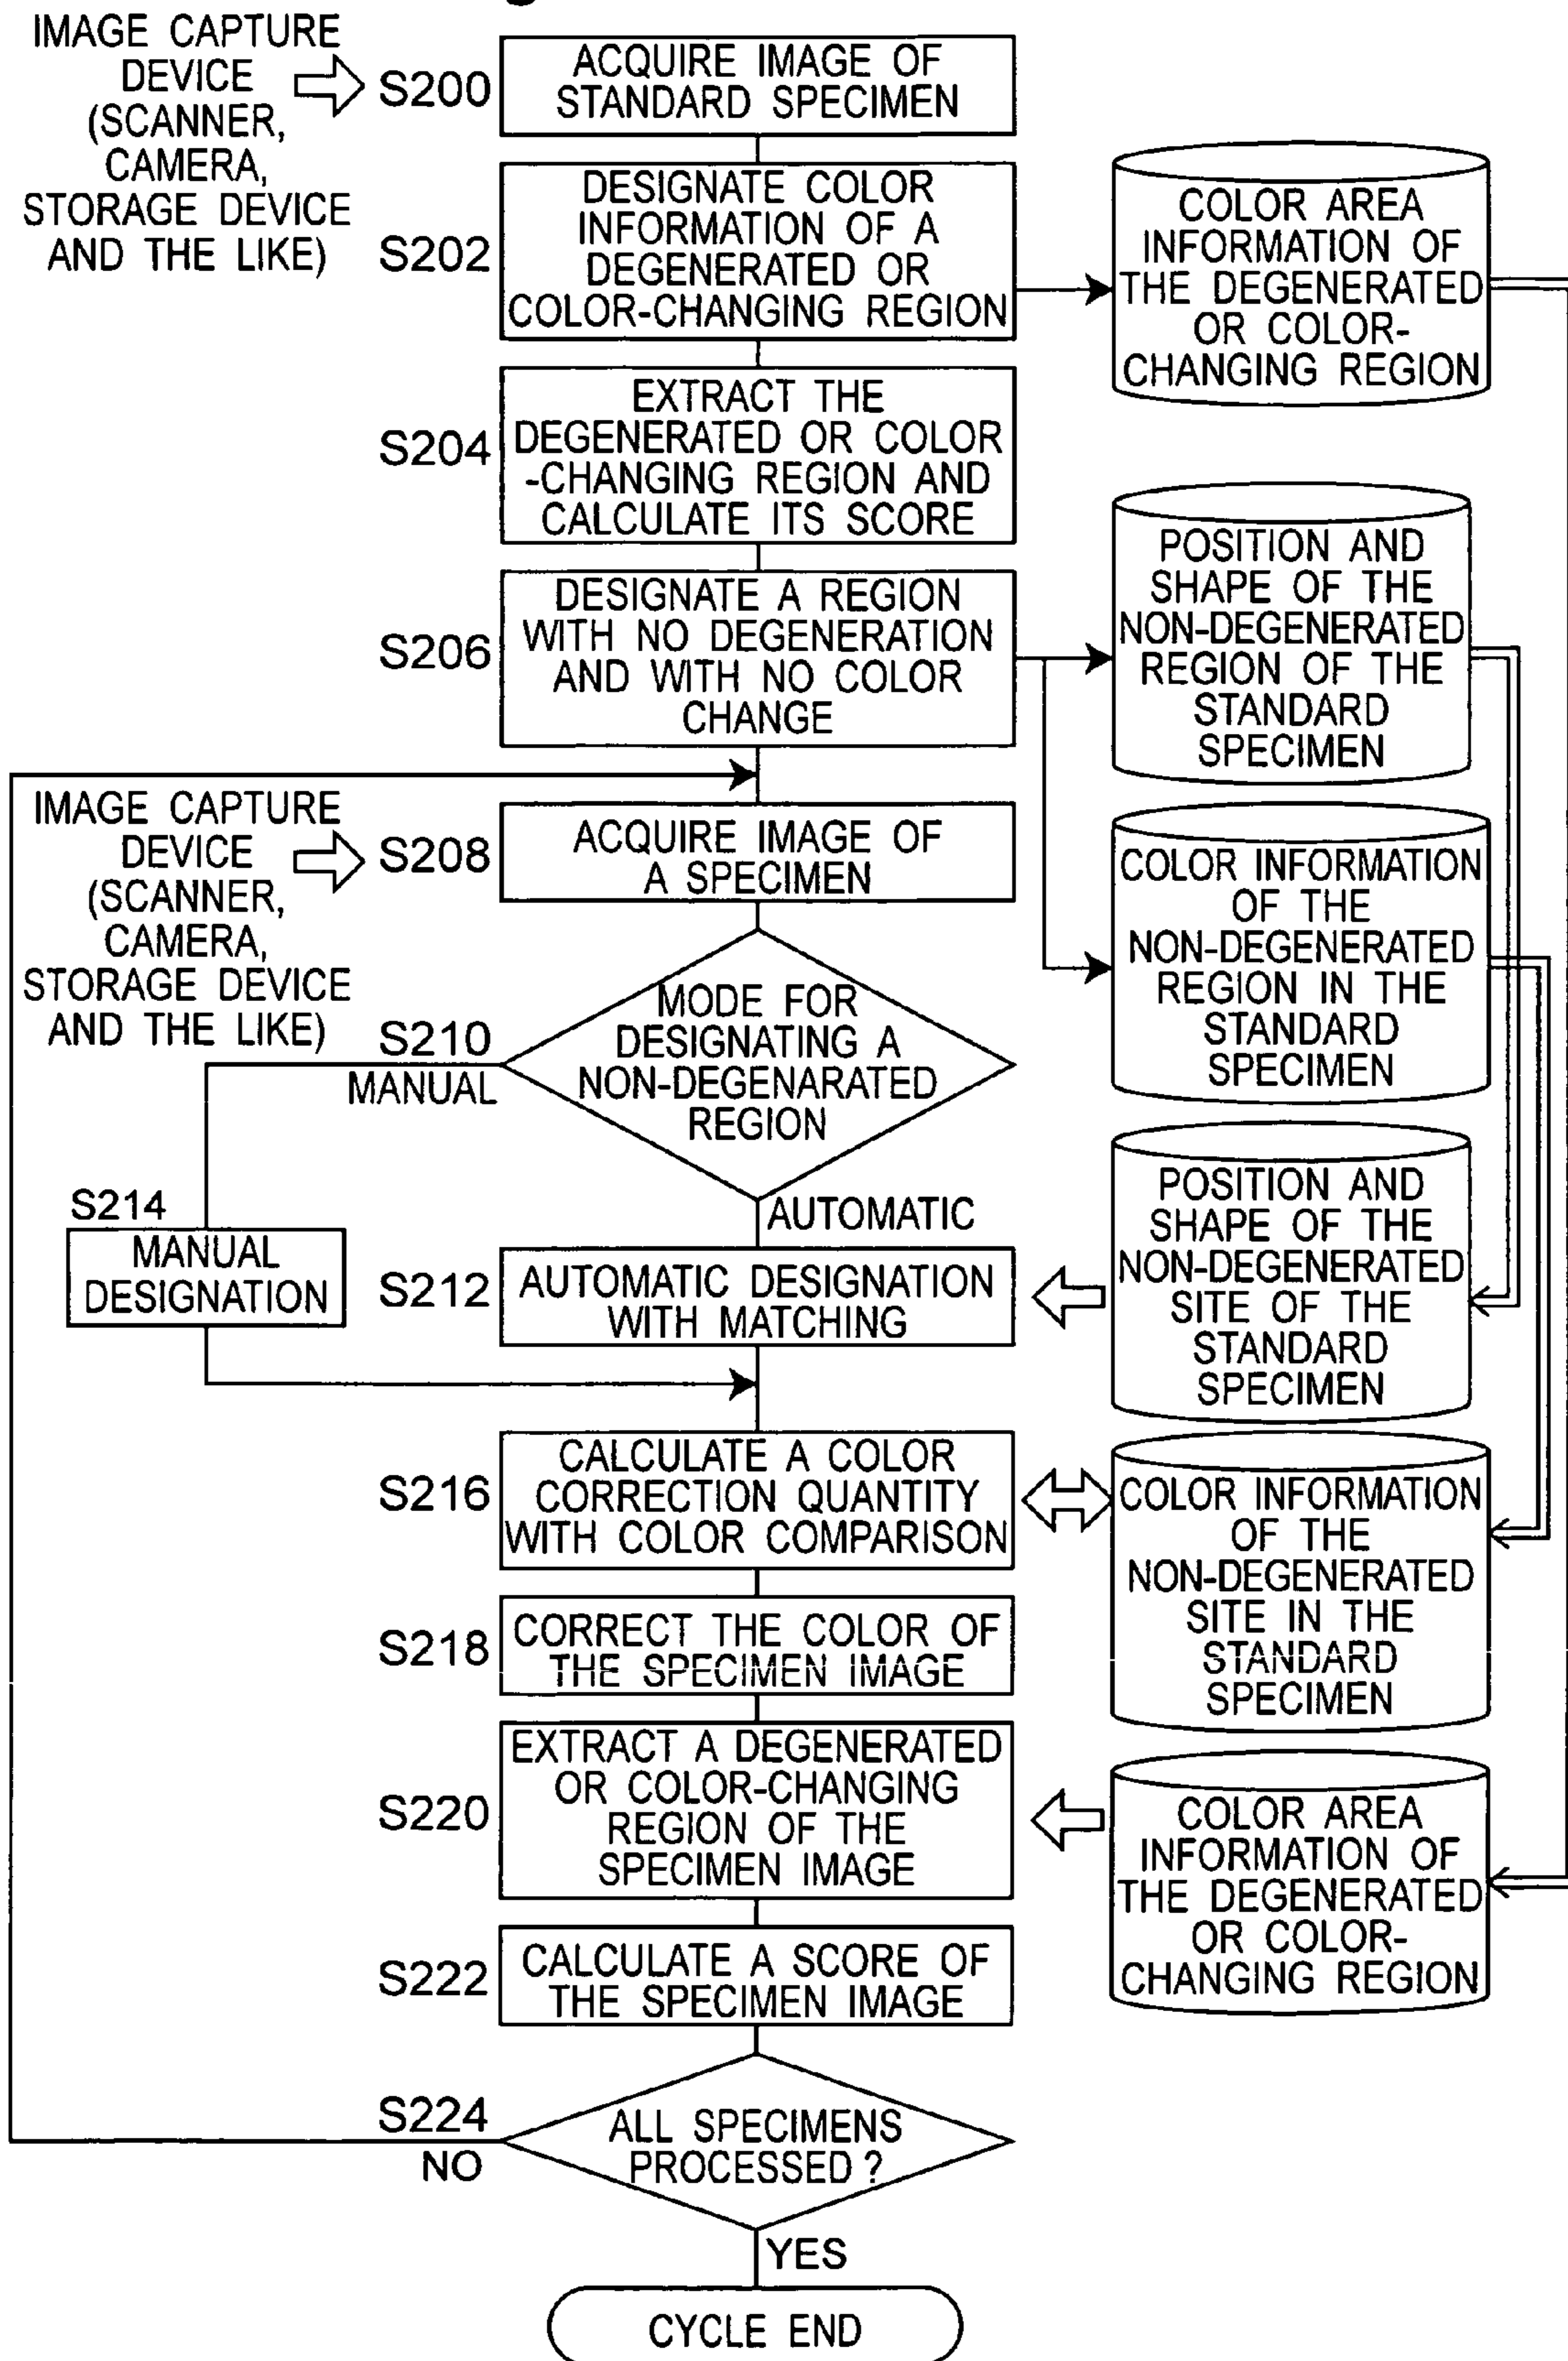 IMAGE CAPTURE
DEVICE
(SCANNER,
CAMERA,
STORAGE DEVICE
AND THE LIKE)
S200
ACQUIRE IMAGE OF
STANDARD SPECIMEN
S202
DESIGNATE COLOR
INFORMATION OF A
DEGENERATED OR
COLOR-CHANGING REGION
COLOR AREA
INFORMATION OF
THE DEGENERATED
OR COLOR-
CHANGING REGION
S204
EXTRACT THE
DEGENERATED OR COLOR
-CHANGING REGION AND
CALCULATE ITS SCORE
S206
DESIGNATE A REGION
WITH NO DEGENERATION
AND WITH NO COLOR
CHANGE
POSITION AND
SHAPE OF THE
NON-DEGENERATED
REGION OF THE
STANDARD
SPECIMEN
IMAGE CAPTURE
DEVICE
(SCANNER,
CAMERA,
STORAGE DEVICE
AND THE LIKE)
S208
ACQUIRE IMAGE OF
A SPECIMEN
COLOR INFORMATION
OF THE
NON-DEGENERATED
REGION IN THE
STANDARD
SPECIMEN
S210
MANUAL
MODE FOR
DESIGNATING A
NON-DEGENARATED
REGION
AUTOMATIC
S214
MANUAL
DESIGNATION
S212
AUTOMATIC DESIGNATION
WITH MATCHING
POSITION AND
SHAPE OF THE
NON-DEGENERATED
SITE OF THE
STANDARD
SPECIMEN
S216
CALCULATE A COLOR
CORRECTION QUANTITY
WITH COLOR COMPARISON
COLOR INFORMATION
OF THE
NON-DEGENERATED
SITE IN THE
STANDARD
SPECIMEN
S218
CORRECT THE COLOR OF
THE SPECIMEN IMAGE
S220
EXTRACT A DEGENERATED
OR COLOR-CHANGING
REGION OF THE
SPECIMEN IMAGE
COLOR AREA
INFORMATION OF
THE DEGENERATED
OR COLOR-
CHANGING REGION
S222
CALCULATE A SCORE OF
THE SPECIMEN IMAGE
S224
NO
ALL SPECIMENS
PROCESSED ?
YES
CYCLE END